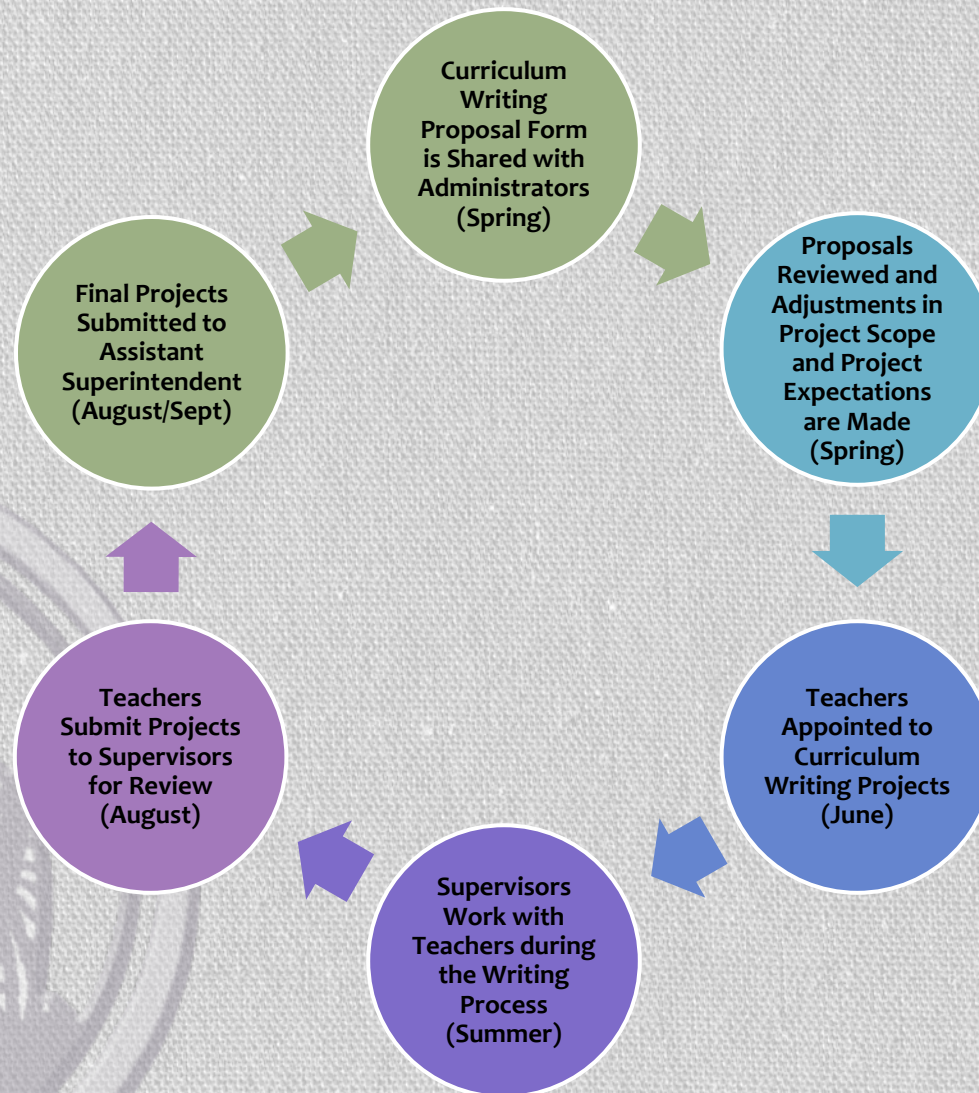 Curriculum
Writing
Proposal Form
is Shared with
Administrators
(Spring)
Proposals
Reviewed and
Adjustments in
Project Scope
and Project
Expectations
are Made
(Spring)
Teachers
Appointed to
Curriculum
Writing Projects
(June)
Supervisors
Work with
Teachers during
the Writing
Process
(Summer)
Teachers
Submit Projects
to Supervisors
for Review
(August)
Final Projects
Submitted to
Assistant
Superintendent
(August/Sept)